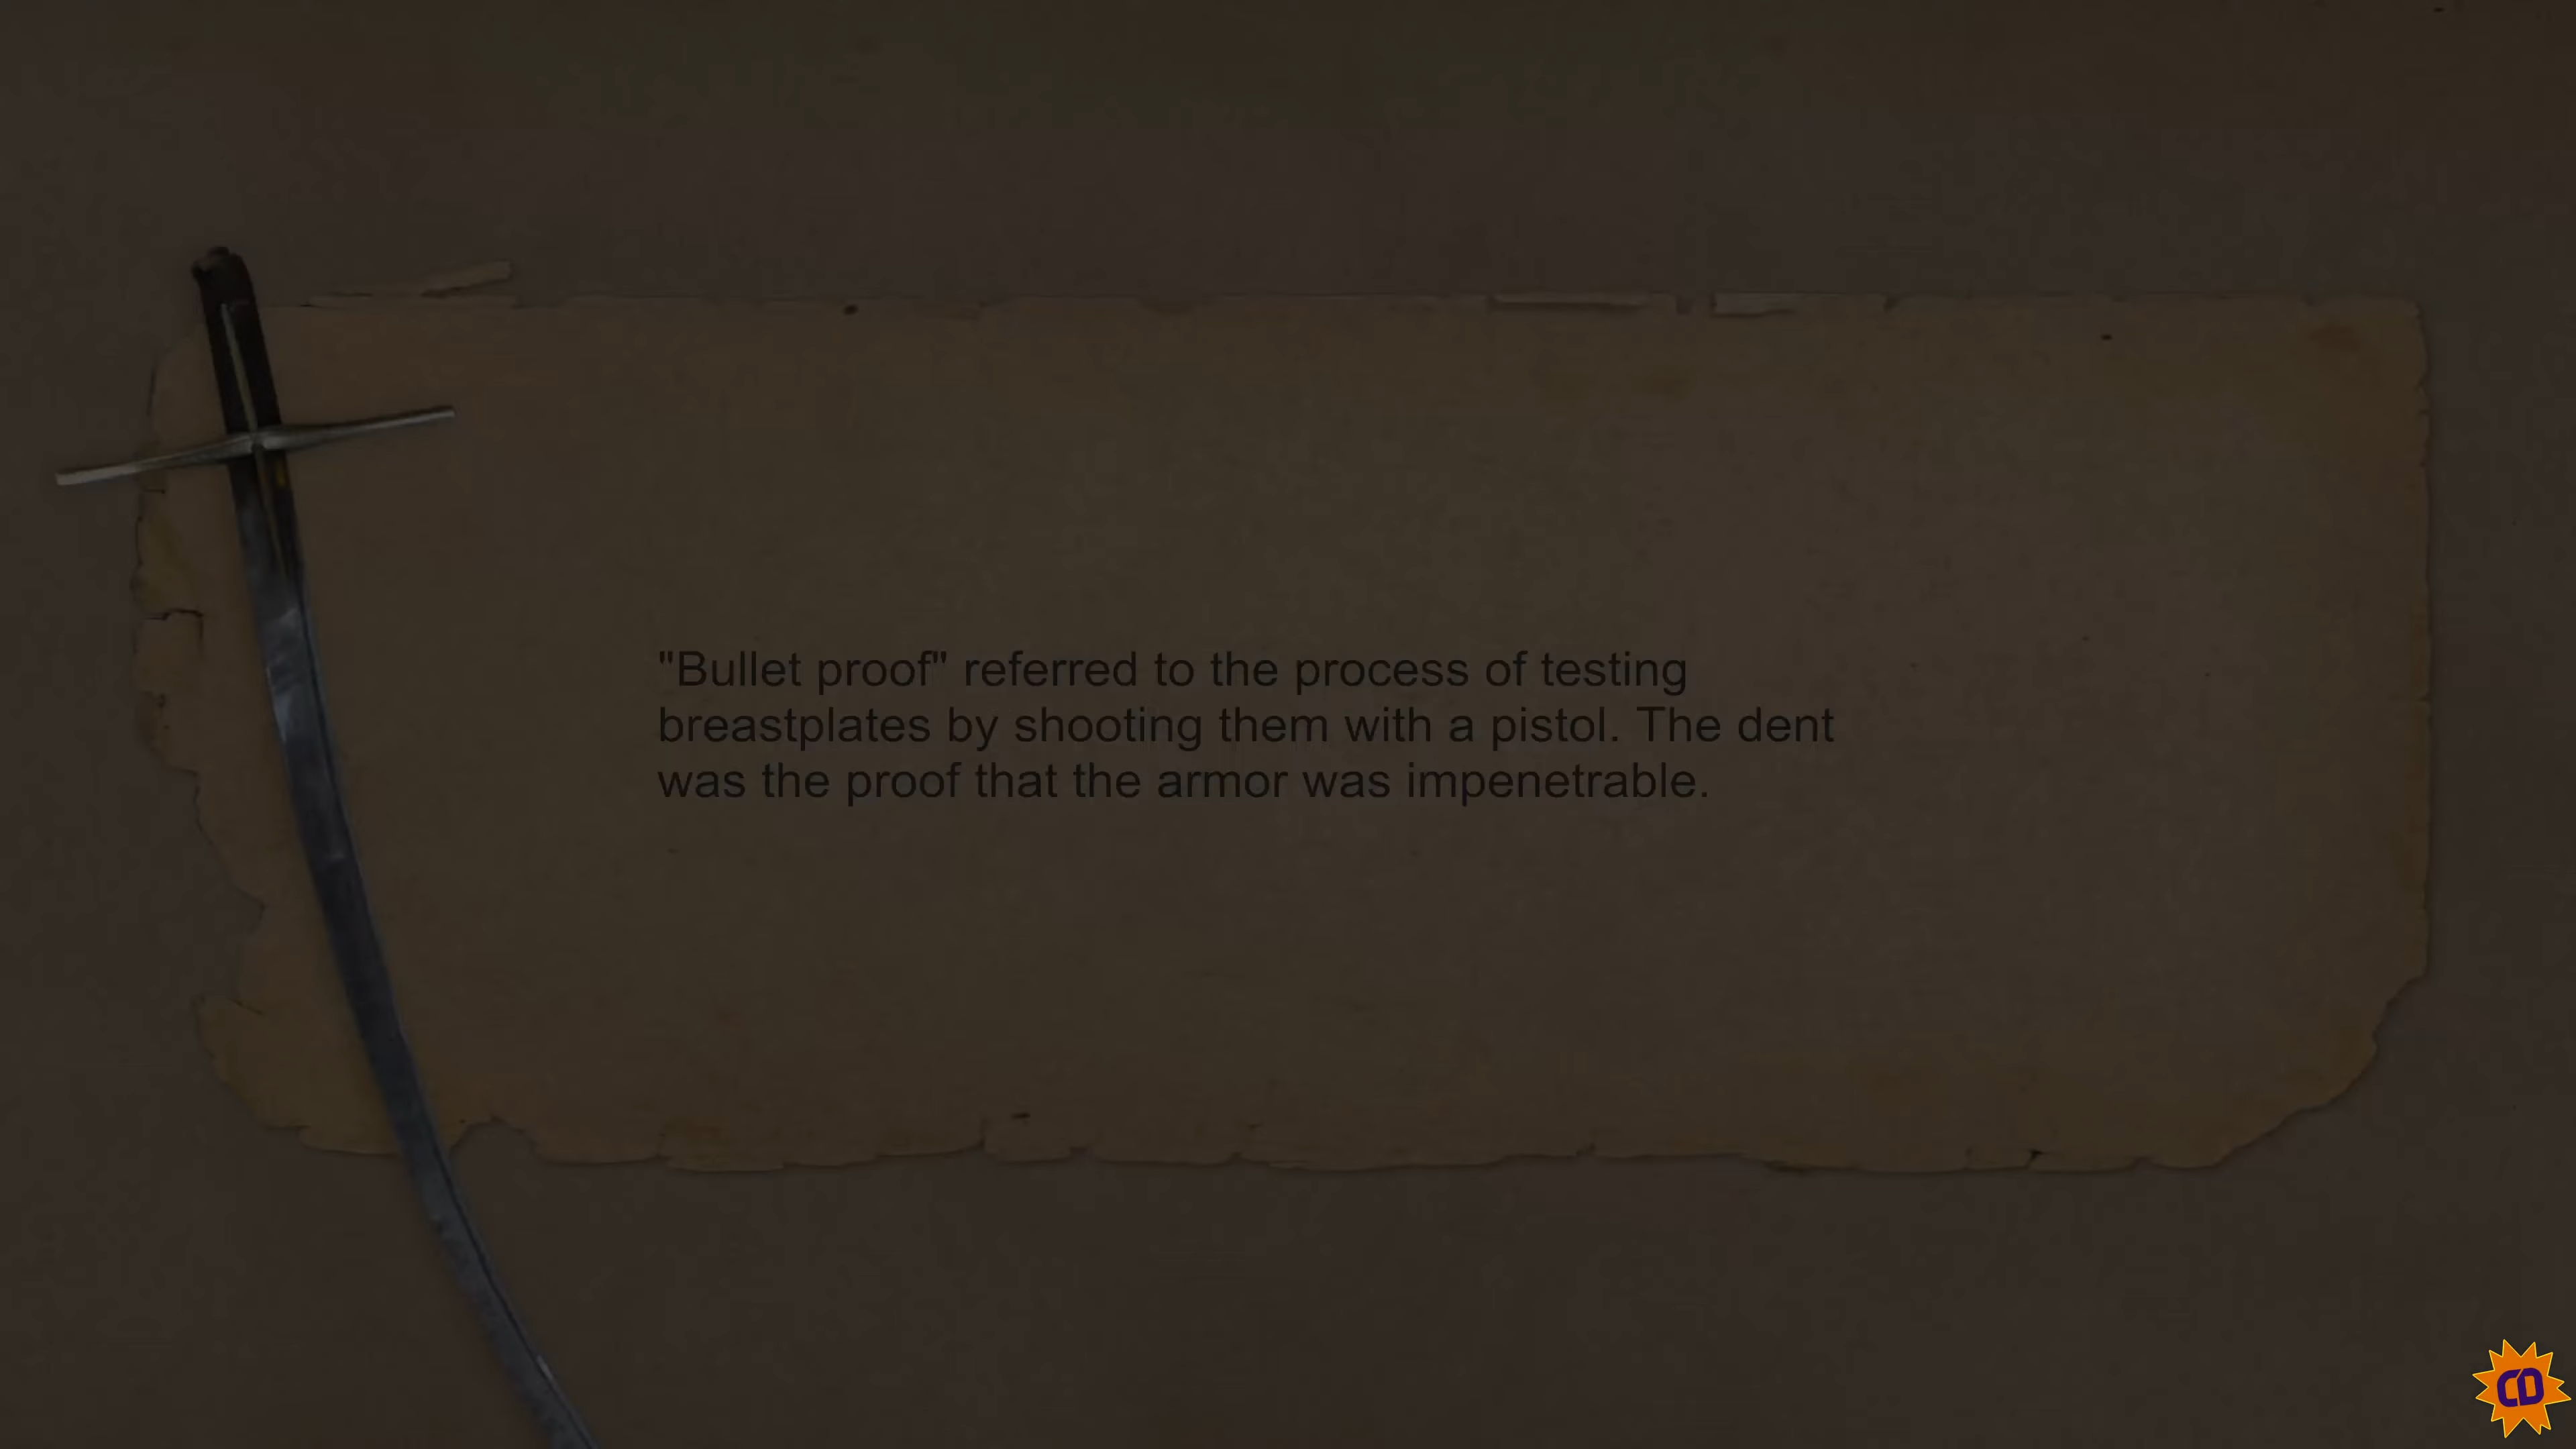 "Bullet proof" referred to the process of testing
breastplates by shooting them with a pistol. The dent
was the proof that the armor was impenetrable.
CD